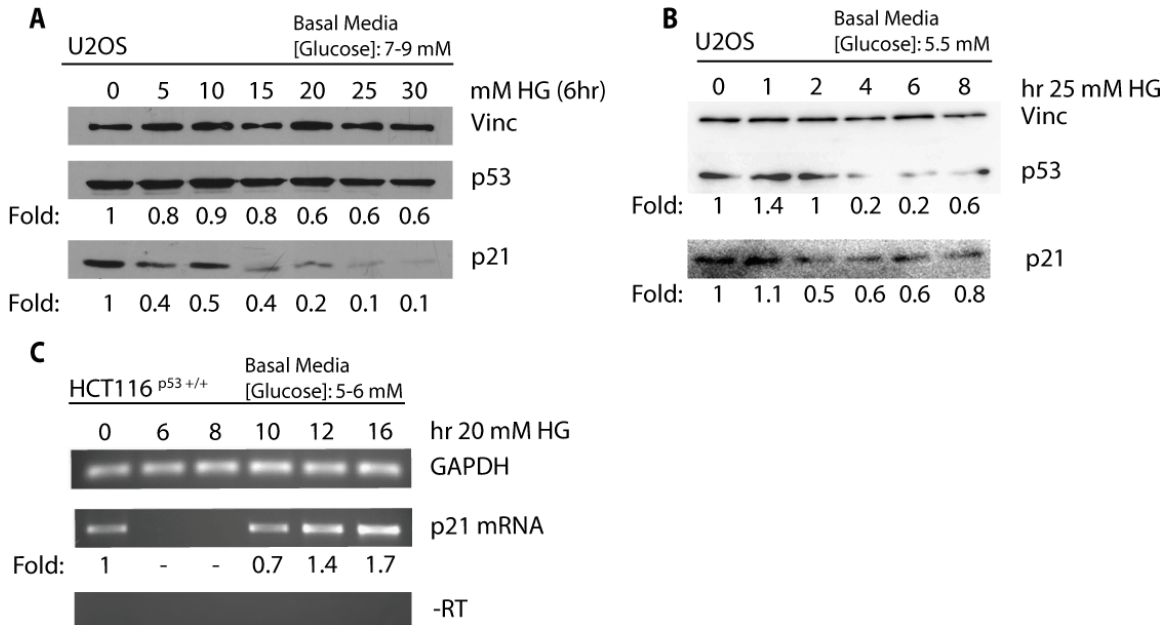 A
U2OS
Basal Media
[Glucose]: 7-9 mM
0 5 10 15 20 25 30 mM HG (6hr)
Vinc
p53
Fold: 1 0.8 0.9 0.8 0.6 0.6 0.6
p21
Fold: 1 0.4 0.5 0.4 0.2 0.1 0.1
B
U2OS
Basal Media
[Glucose]: 5.5 mM
0 1 2 4 6 8 hr 25 mM HG
Vinc
p53
Fold: 1 1.4 1 0.2 0.2 0.6
p21
Fold: 1 1.1 0.5 0.6 0.6 0.8
C
HCT116 p53 +/+
Basal Media
[Glucose]: 5-6 mM
0 6 8 10 12 16 hr 20 mM HG
GAPDH
p21 mRNA
Fold: 1 - - 0.7 1.4 1.7
-RT